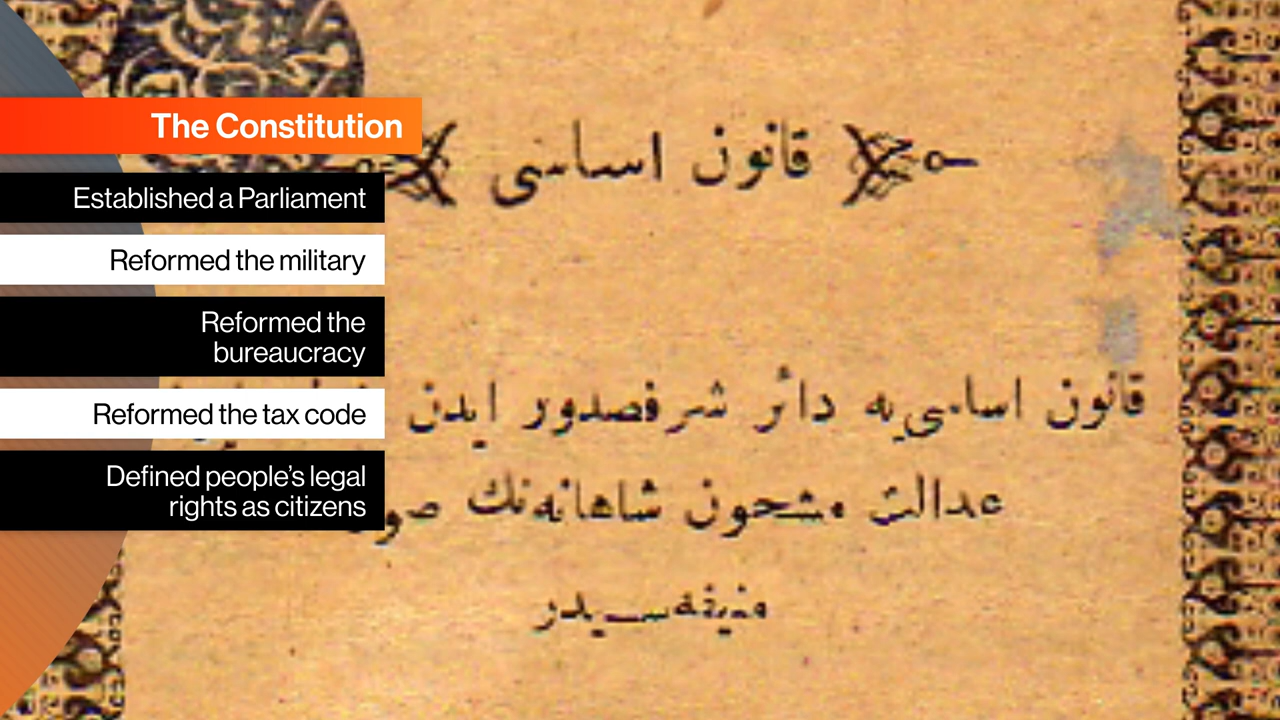 The Constitution
Established a Parliament
Reformed the military
Reformed the
bureaucracy
Reformed the tax code
Defined people’s legal
rights as citizens
قانون اساسی
قانون اساسی‌یه دائر شرفصدور ایدن
عدالت مشحون شاهانه‌نك
منیفه‌سیدر